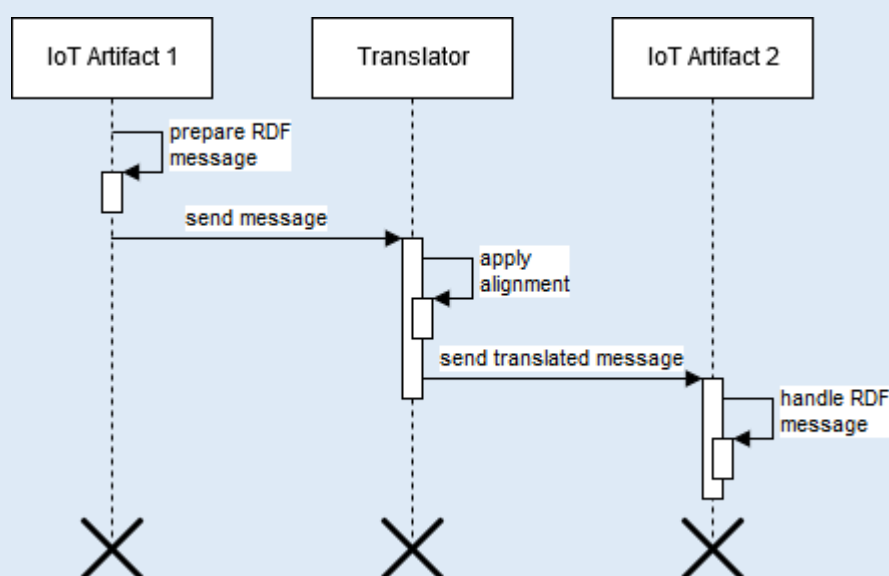 IoT Artifact 1
Translator
IoT Artifact 2
prepare RDF
message
send message
apply
alignment
send translated message
handle RDF
message